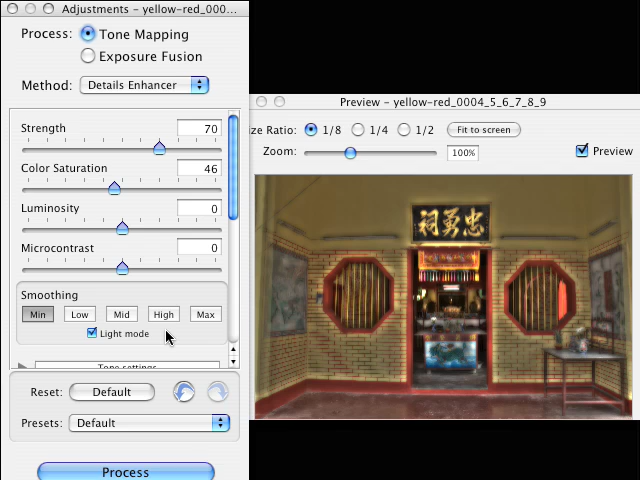 Adjustments - yellow-red_000...
Process: Tone Mapping
Exposure Fusion
Method: Details Enhancer
Strength 70
Color Saturation 46
Luminosity 0
Microcontrast 0
Smoothing
Min Low Mid High Max
Light mode
Tone settings
Reset: Default
Presets: Default
Process
Preview - yellow-red_0004_5_6_7_8_9
ze Ratio: 1/8 1/4 1/2 Fit to screen
Zoom: 100% Preview
祠勇忠